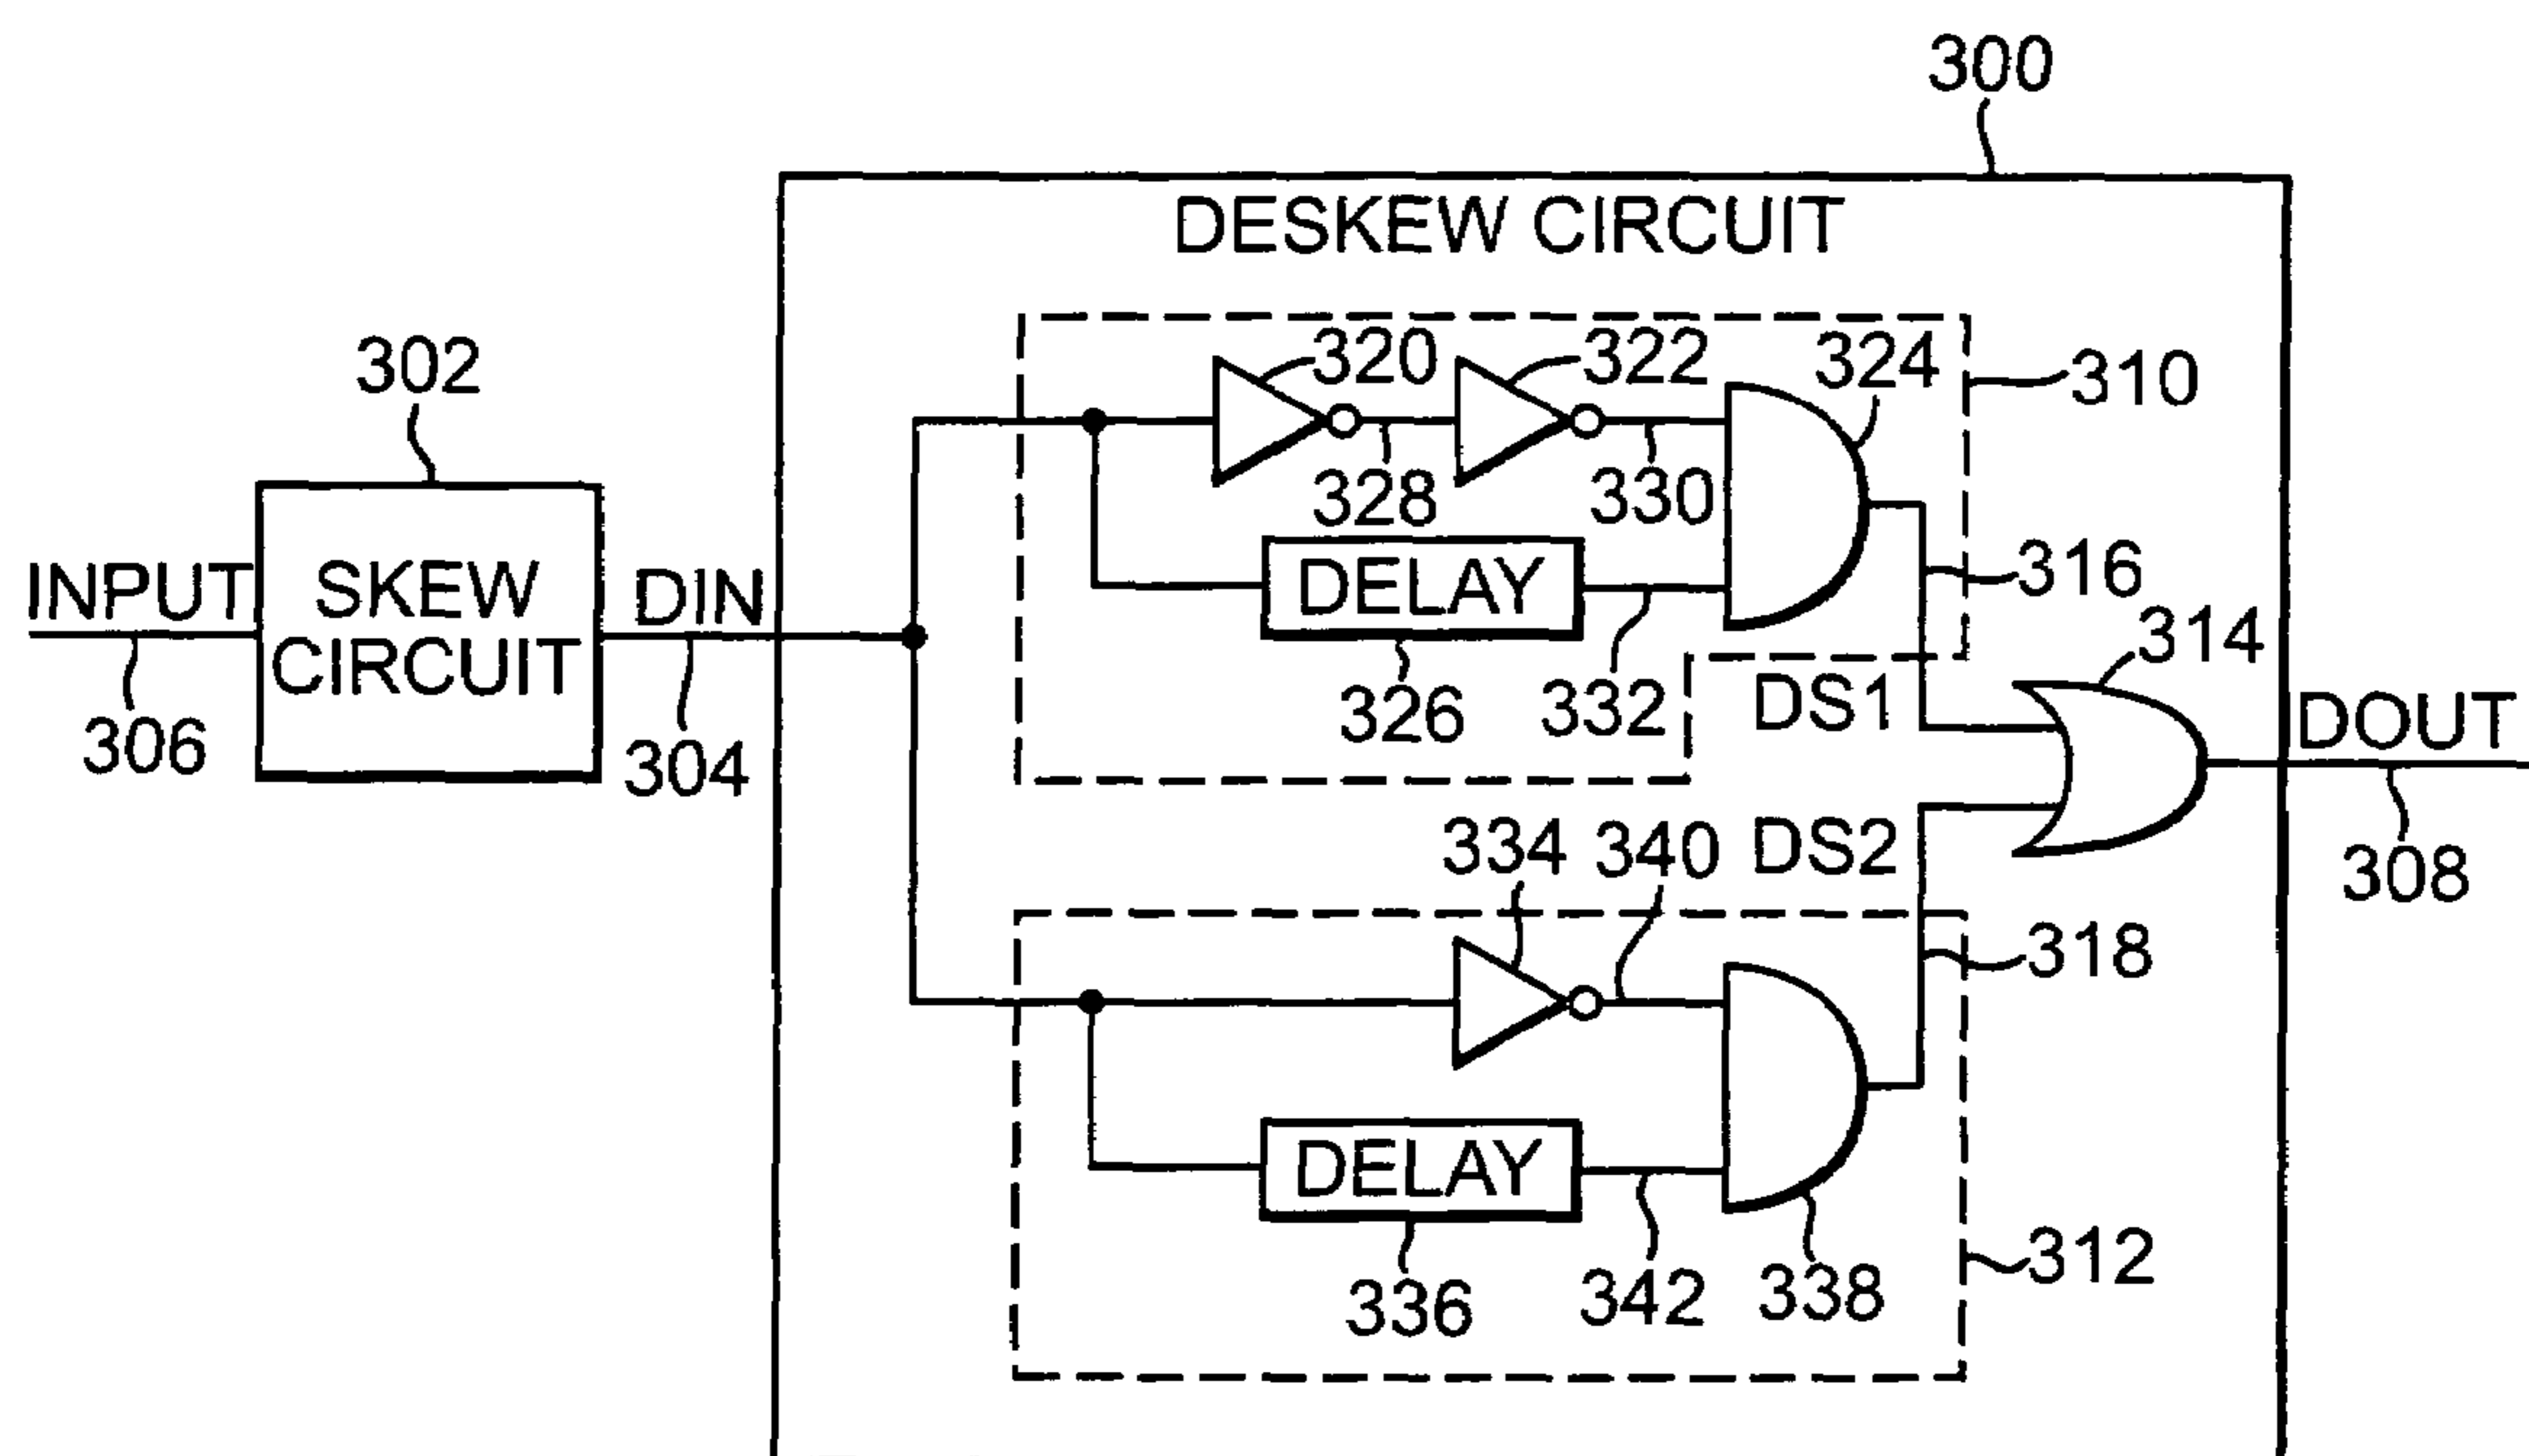 300
DESKEW CIRCUIT
302
320
322
324
310
328
330
INPUT
SKEW
CIRCUIT
DIN
DELAY
316
314
306
304
326
332
DS1
DOUT
334
340
DS2
308
318
DELAY
336
342
338
312